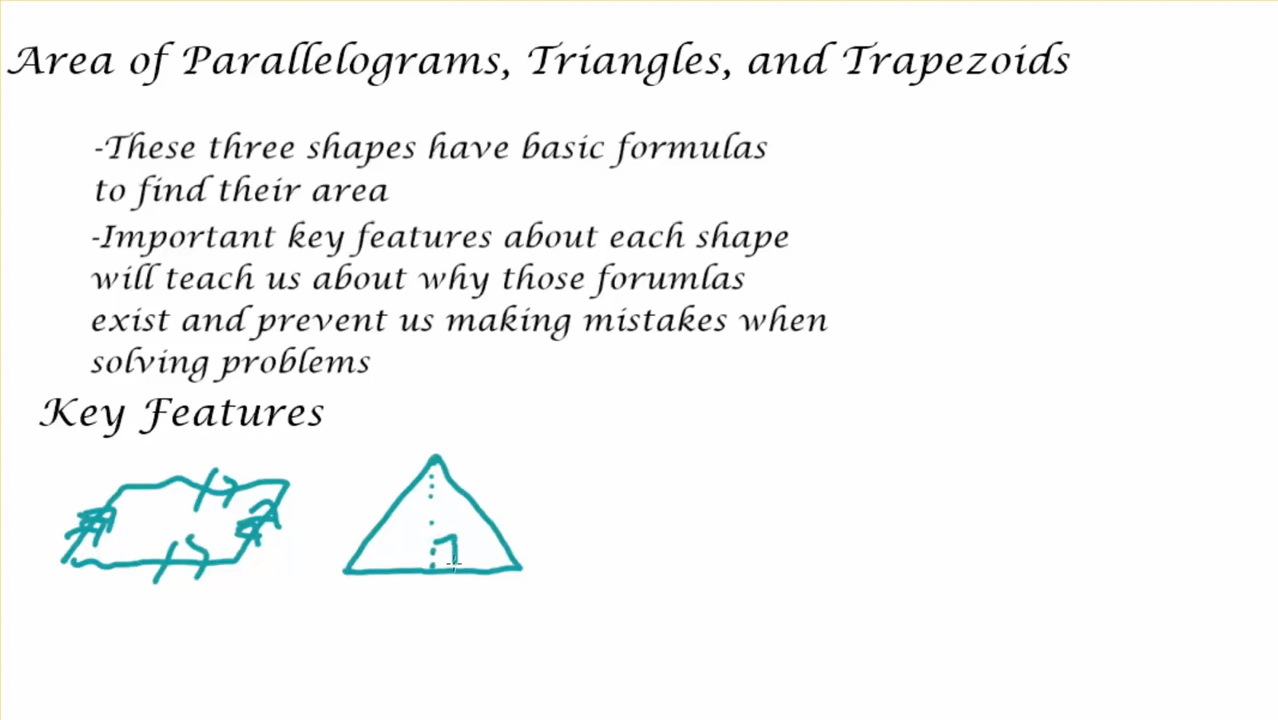 Area of Parallelograms, Triangles, and Trapezoids
-These three shapes have basic formulas
to find their area
-Important key features about each shape
will teach us about why those forumlas
exist and prevent us making mistakes when
solving problems
Key Features